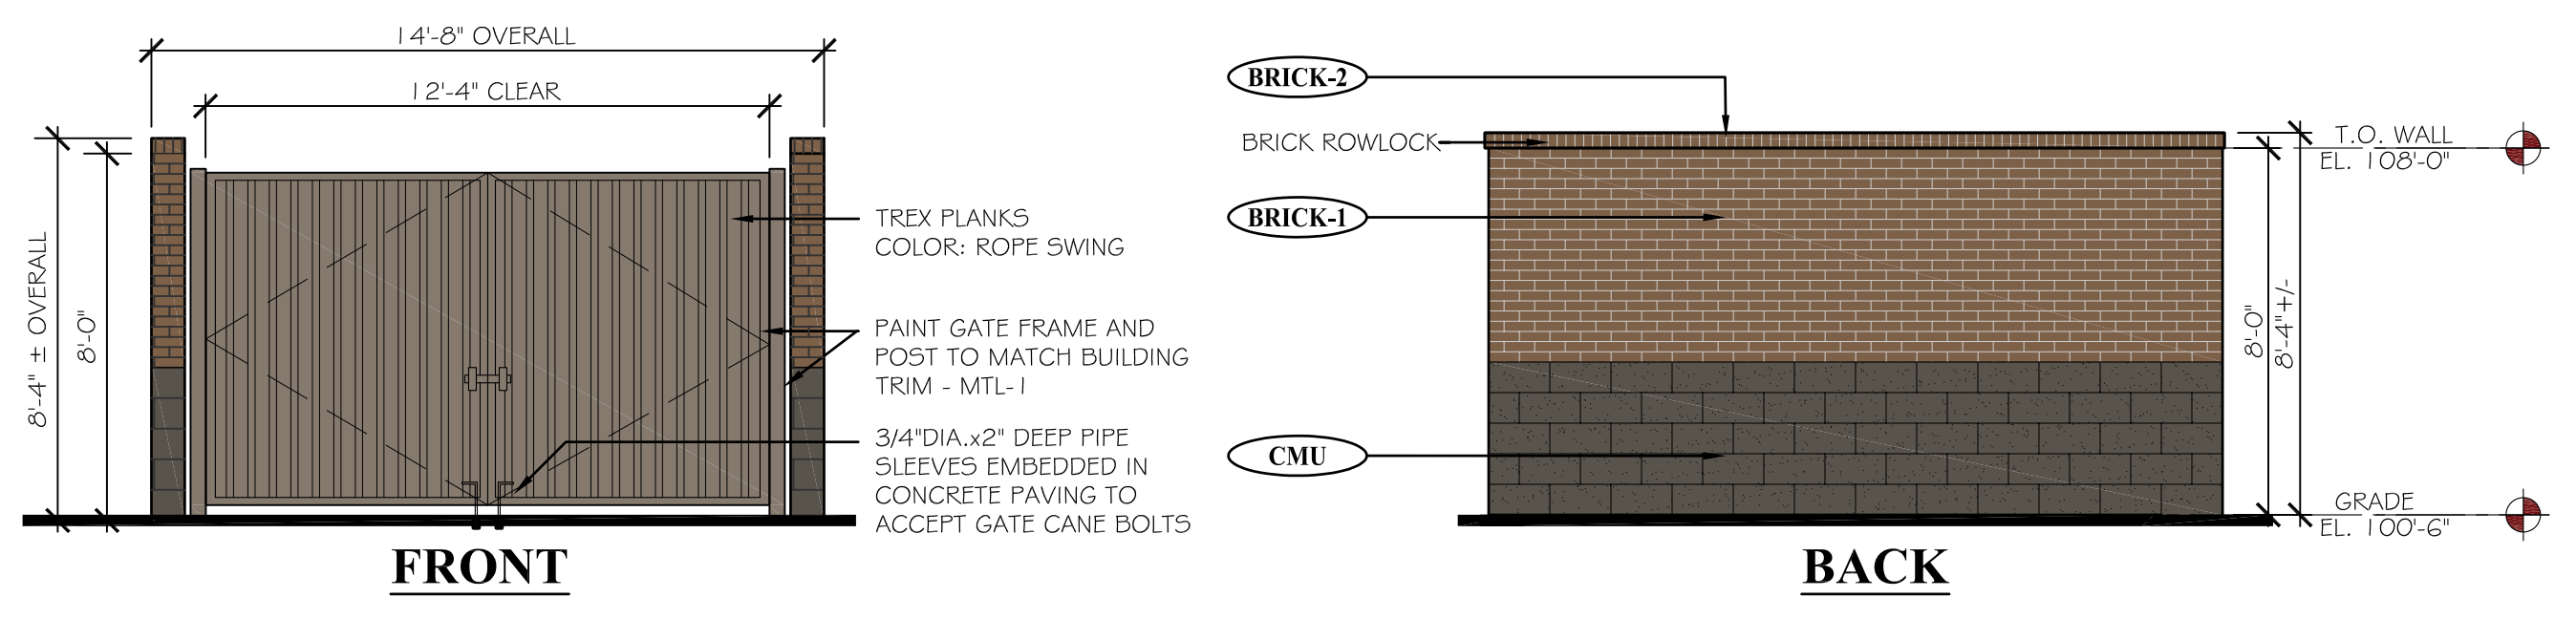 14'-8" OVERALL
12'-4" CLEAR
8'-4" ± OVERALL
8'-0"
TREX PLANKS
COLOR: ROPE SWING
PAINT GATE FRAME AND
POST TO MATCH BUILDING
TRIM - MTL-1
3/4"DIA.x2" DEEP PIPE
SLEEVES EMBEDDED IN
CONCRETE PAVING TO
ACCEPT GATE CANE BOLTS
FRONT
BRICK-2
BRICK ROWLOCK
BRICK-1
CMU
8'-0"
8'-4"+/-
T.O. WALL
EL. 108'-0"
GRADE
EL. 100'-6"
BACK